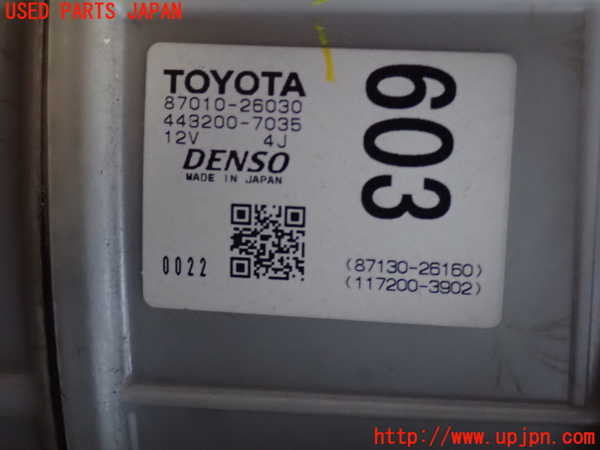 USED PARTS JAPAN
TOYOTA
87010-26030
443200-7035
12V 4J
DENSO
MADE IN JAPAN
603
0022
(87130-26160)
(117200-3902)
http://www.upjpn.com/